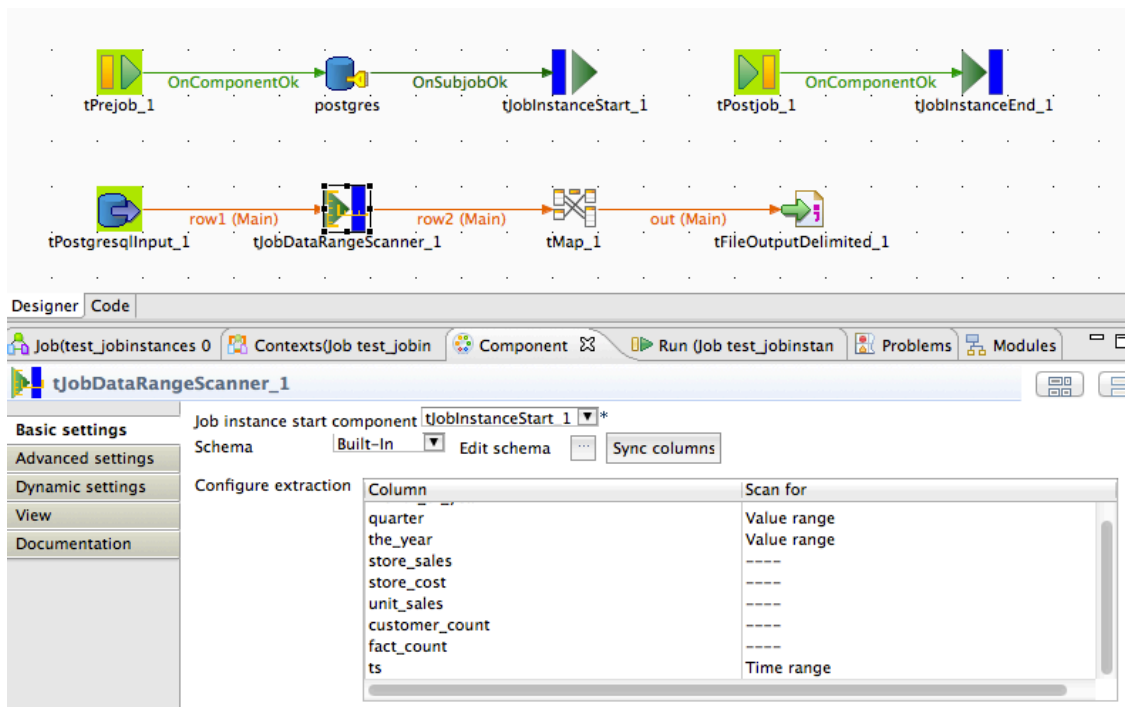 OnComponentOk OnSubjobOk OnComponentOk
tPrejob_1 postgres tJobInstanceStart_1 tPostjob_1 tJobInstanceEnd_1
row1 (Main) row2 (Main) out (Main)
tPostgresqlInput_1 tJobDataRangeScanner_1 tMap_1 tFileOutputDelimited_1
Designer Code
Job(test_jobinstances 0 Contexts(Job test_jobin Component Run (Job test_jobinstan Problems Modules
tJobDataRangeScanner_1
Basic settings
Advanced settings
Dynamic settings
View
Documentation
Job instance start component tJobInstanceStart_1 *
Schema Built-In Edit schema ... Sync columns
Configure extraction
Column Scan for
quarter Value range
the_year Value range
store_sales ----
store_cost ----
unit_sales ----
customer_count ----
fact_count ----
ts Time range